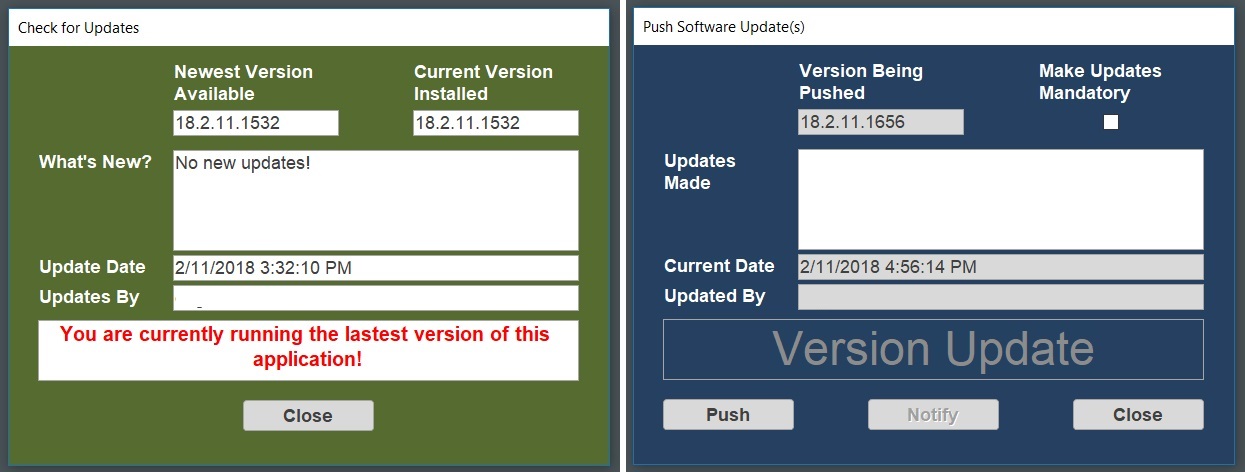 Check for Updates
Newest Version
Available
Current Version
Installed
18.2.11.1532
18.2.11.1532
What's New?
No new updates!
Update Date
2/11/2018 3:32:10 PM
Updates By
You are currently running the lastest version of this
application!
Close
Push Software Update(s)
Version Being
Pushed
Make Updates
Mandatory
18.2.11.1656
Updates
Made
Current Date
2/11/2018 4:56:14 PM
Updated By
Version Update
Push
Notify
Close